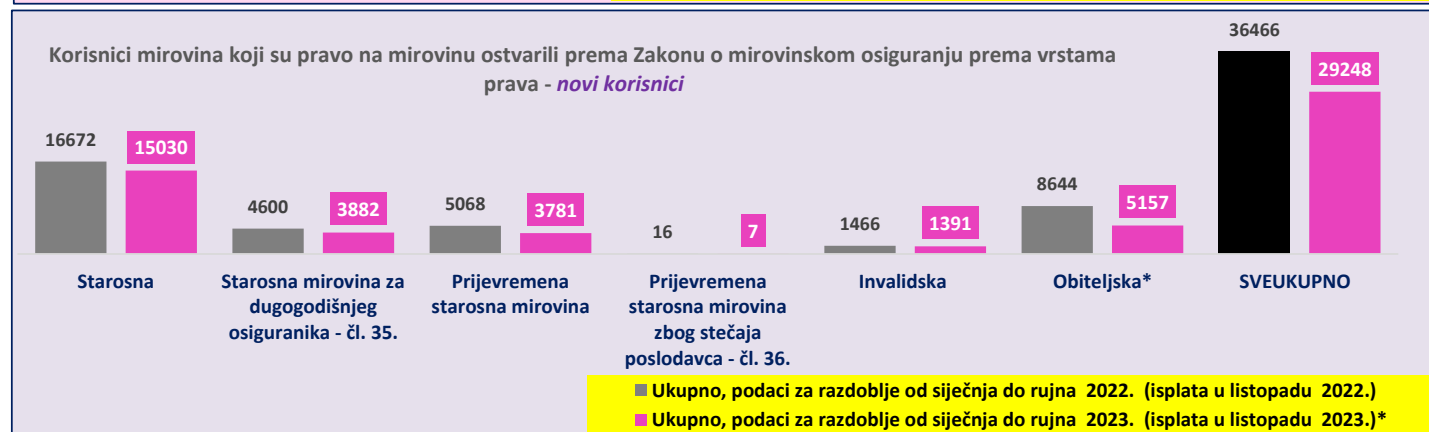 Korisnici mirovina koji su pravo na mirovinu ostvarili prema Zakonu o mirovinskom osiguranju prema vrstama
prava - novi korisnici
16672
15030
4600
3882
5068
3781
16
7
1466
1391
8644
5157
36466
29248
Starosna
Starosna mirovina za
dugogodišnjeg
osiguranika - čl. 35.
Prijevremena
starosna mirovina
Prijevremena
starosna mirovina
zbog stečaja
poslodavca - čl. 36.
Invalidska
Obiteljska*
SVEUKUPNO
Ukupno, podaci za razdoblje od siječnja do rujna 2022. (isplata u listopadu 2022.)
Ukupno, podaci za razdoblje od siječnja do rujna 2023. (isplata u listopadu 2023.)*